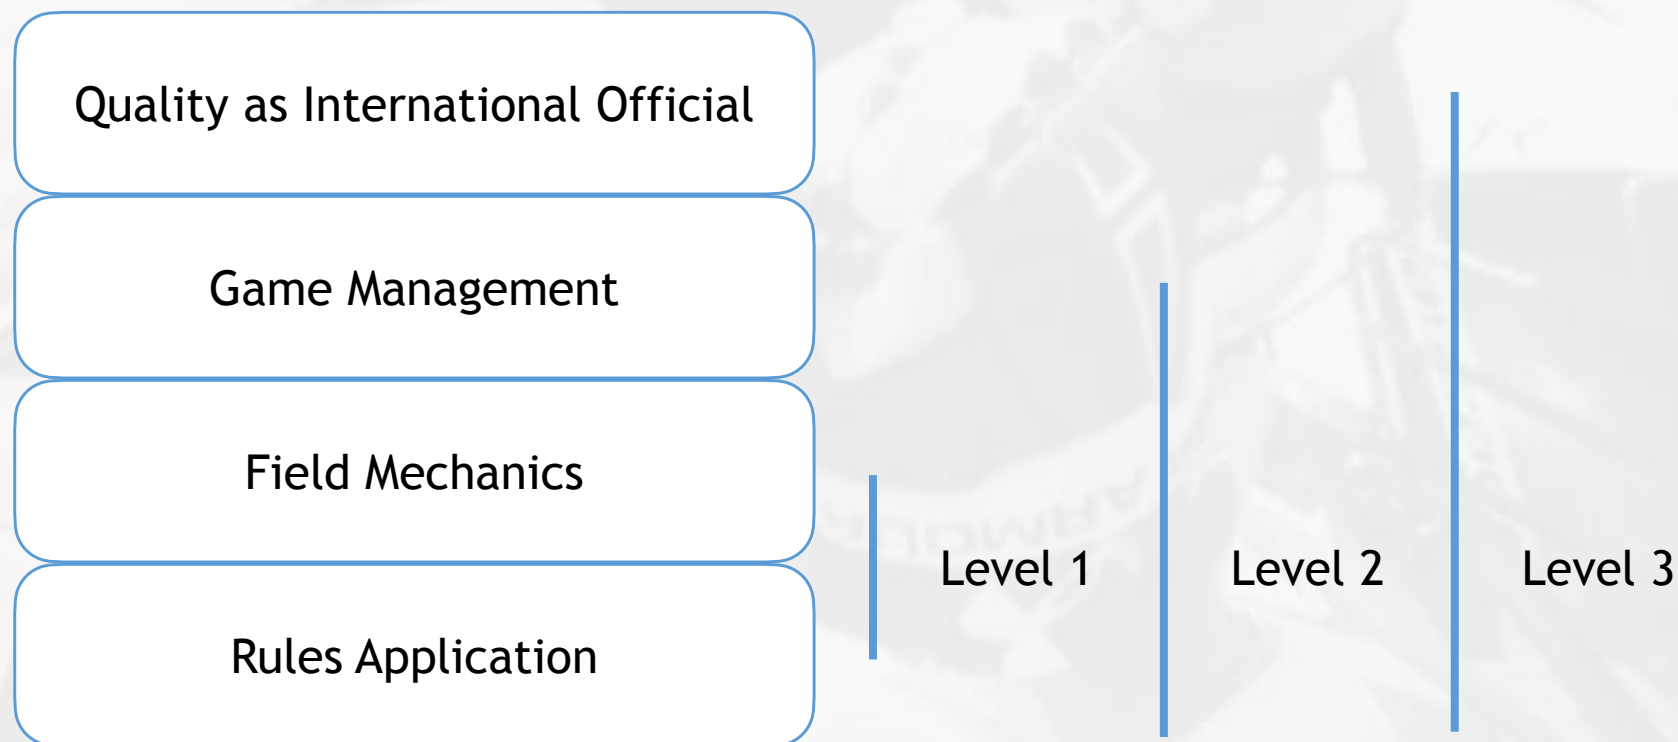 Quality as International Official
Game Management
Field Mechanics
Level 1
Level 2
Level 3
Rules Application